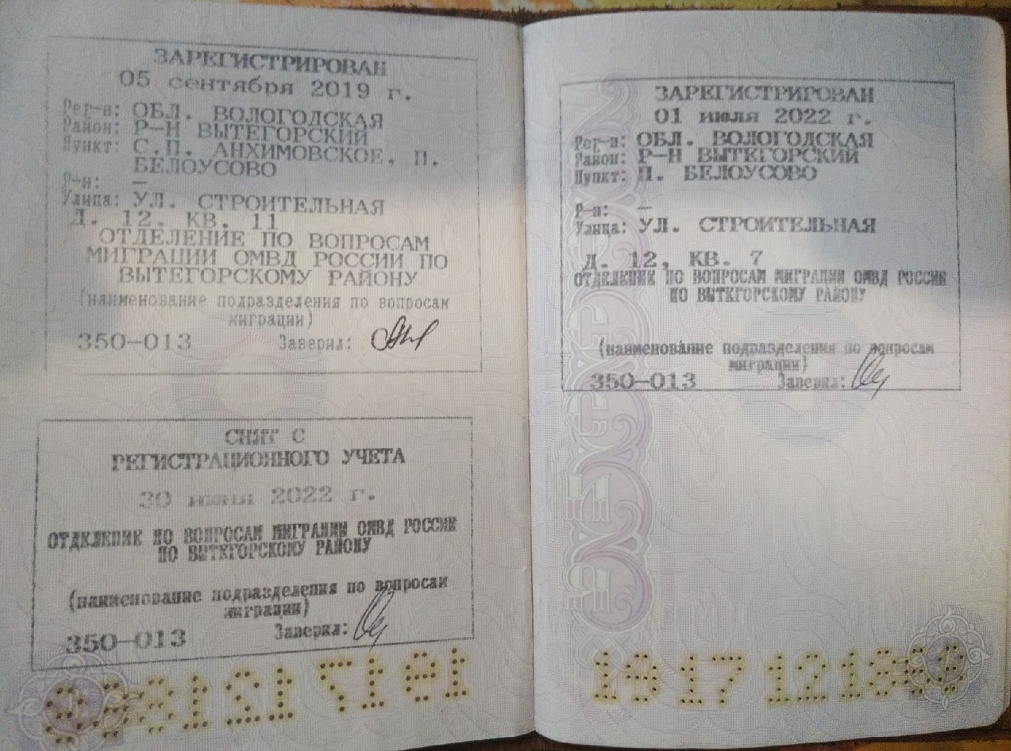 ЗАРЕГИСТРИРОВАН
05 сентября 2019 г.
Рег-н: ОБЛ. ВОЛОГОДСКАЯ
Район: Р-Н ВЫТЕГОРСКИЙ
Пункт: С.П. АНХИМОВСКОЕ, П.
БЕЛОУСОВО
Р-н: –
Улица: УЛ. СТРОИТЕЛЬНАЯ
Д. 12, КВ. 11
ОТДЕЛЕНИЕ ПО ВОПРОСАМ
МИГРАЦИИ ОМВД РОССИИ ПО
ВЫТЕГОРСКОМУ РАЙОНУ
(наименование подразделения по вопросам
миграции)
350-013 Заверил:
СНЯТ С
РЕГИСТРАЦИОННОГО УЧЕТА
30 июня 2022 г.
ОТДЕЛЕНИЕ ПО ВОПРОСАМ МИГРАЦИИ ОМВД РОССИИ
ПО ВЫТЕГОРСКОМУ РАЙОНУ
(наименование подразделения по вопросам
миграции)
350-013 Заверил:
ЗАРЕГИСТРИРОВАН
01 июля 2022 г.
Рег-н: ОБЛ. ВОЛОГОДСКАЯ
Район: Р-Н ВЫТЕГОРСКИЙ
Пункт: П. БЕЛОУСОВО
Р-н: –
Улица: УЛ. СТРОИТЕЛЬНАЯ
Д. 12, КВ. 7
ОТДЕЛЕНИЕ ПО ВОПРОСАМ МИГРАЦИИ ОМВД РОССИИ
ПО ВЫТЕГОРСКОМУ РАЙОНУ
(наименование подразделения по вопросам
миграции)
350-013 Заверил: